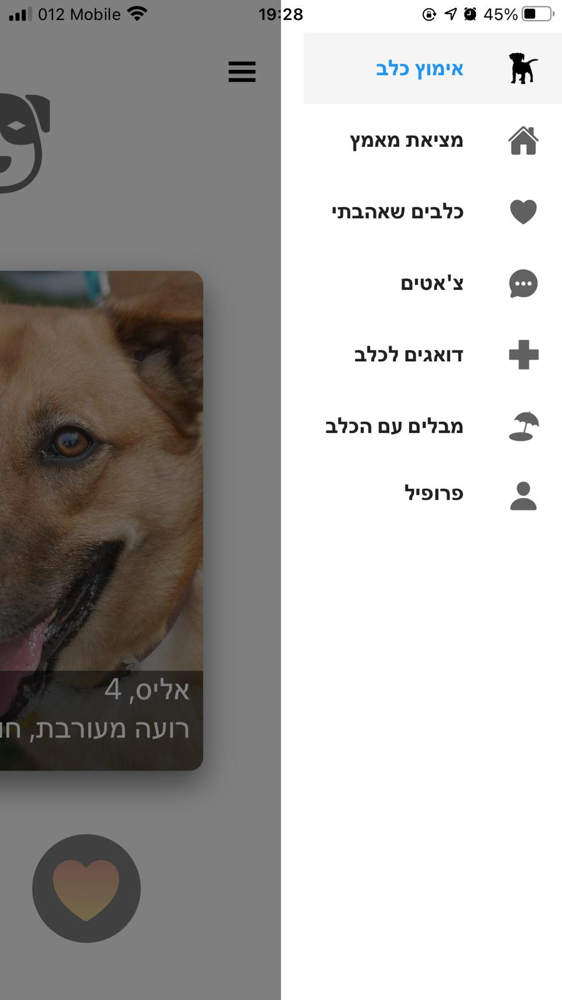 012 Mobile 19:28 45%
אימוץ כלב
מציאת מאמץ
כלבים שאהבתי
צ'אטים
דואגים לכלב
מבלים עם הכלב
פרופיל
אליס, 4
רועה מעורבת,